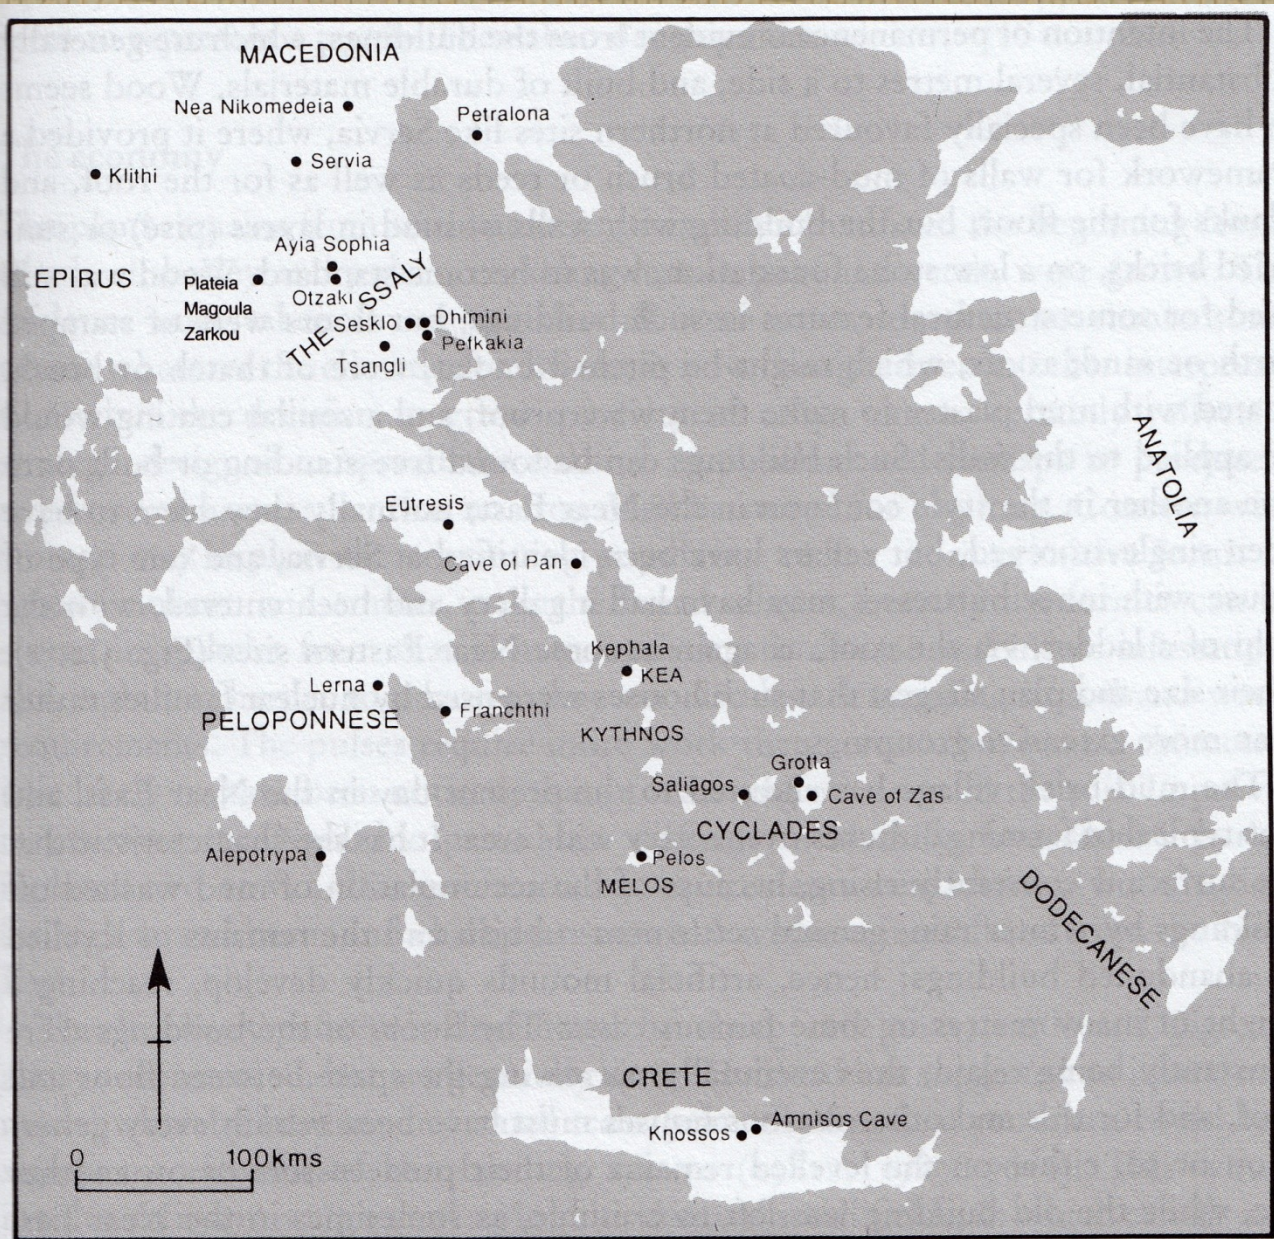 MACEDONIA
Nea Nikomedeia
Petralona
Servia
Klithi
Ayia Sophia
EPIRUS
Plateia
Magoula
Zarkou
Otzaki
THESSALY
Sesklo
Dhimini
Pefkakia
Tsangli
ANATOLIA
Eutresis
Cave of Pan
Kephala
KEA
Lerna
PELOPONNESE
Franchthi
KYTHNOS
Grotta
Saliagos
Cave of Zas
CYCLADES
Alepotrypa
Pelos
MELOS
DODECANESE
CRETE
Amnisos Cave
Knossos
0 100kms